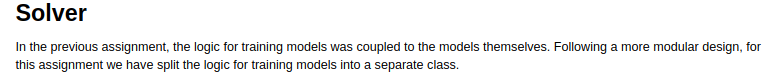 Solver
In the previous assignment, the logic for training models was coupled to the models themselves. Following a more modular design, for
this assignment we have split the logic for training models into a separate class.